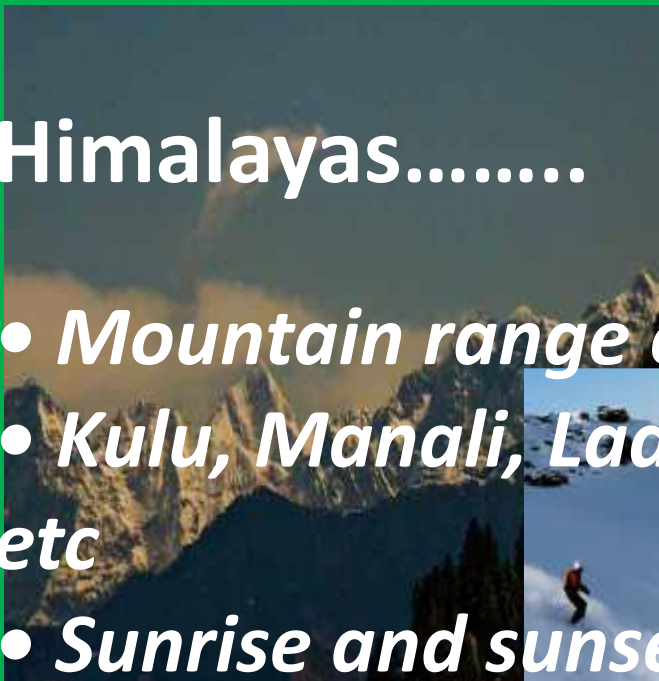 Himalayas........
• Mountain range
• Kulu, Manali,
etc
• Sunrise and